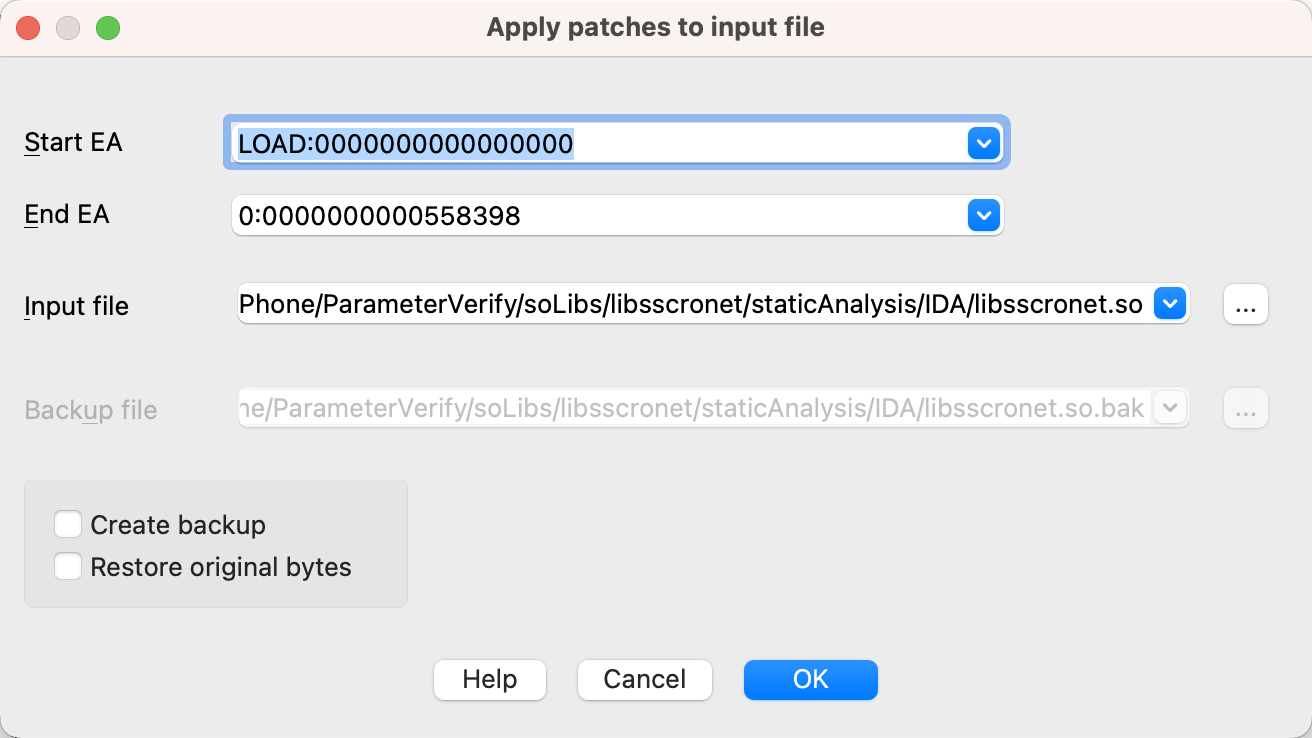 Apply patches to input file
Start EA
LOAD:0000000000000000
End EA
0:0000000000558398
Input file
Phone/ParameterVerify/soLibs/libsscronet/staticAnalysis/IDA/libsscronet.so
...
Backup file
ne/ParameterVerify/soLibs/libsscronet/staticAnalysis/IDA/libsscronet.so.bak
...
Create backup
Restore original bytes
Help
Cancel
OK